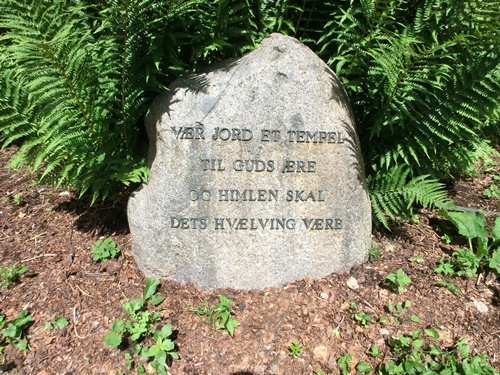 VÆR JORD ET TEMPEL
TIL GUDS ÆRE
OG HIMLEN SKAL
DETS HVÆLVING VÆRE